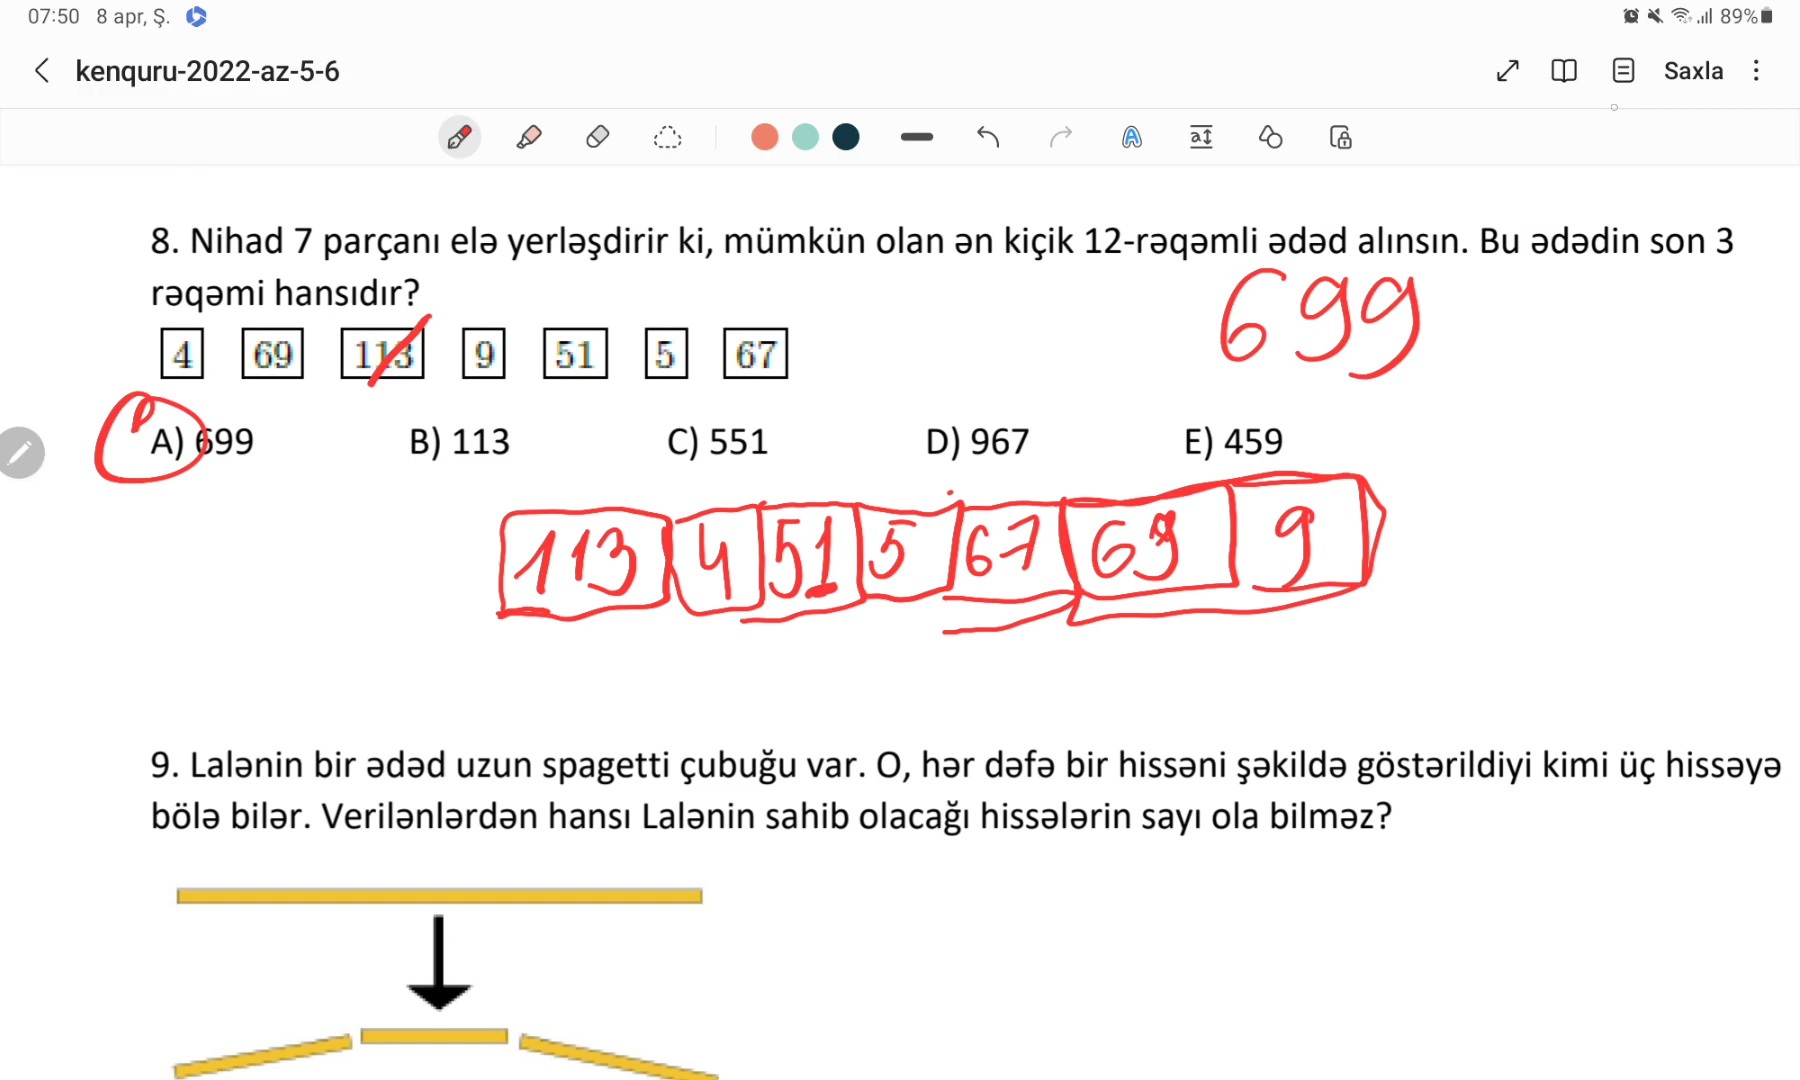 07:50 8 apr, Ş. 89%
kenquru-2022-az-5-6 Saxla
8. Nihad 7 parçanı elə yerləşdirir ki, mümkün olan ən kiçik 12-rəqəmli ədəd alınsın. Bu ədədin son 3
rəqəmi hansıdır?
699
4 69 113 9 51 5 67
A) 699 B) 113 C) 551 D) 967 E) 459
113 4 51 5 67 69 9
9. Lalənin bir ədəd uzun spagetti çubuğu var. O, hər dəfə bir hissəni şəkildə göstərildiyi kimi üç hissəyə
bölə bilər. Verilənlərdən hansı Lalənin sahib olacağı hissələrin sayı ola bilməz?